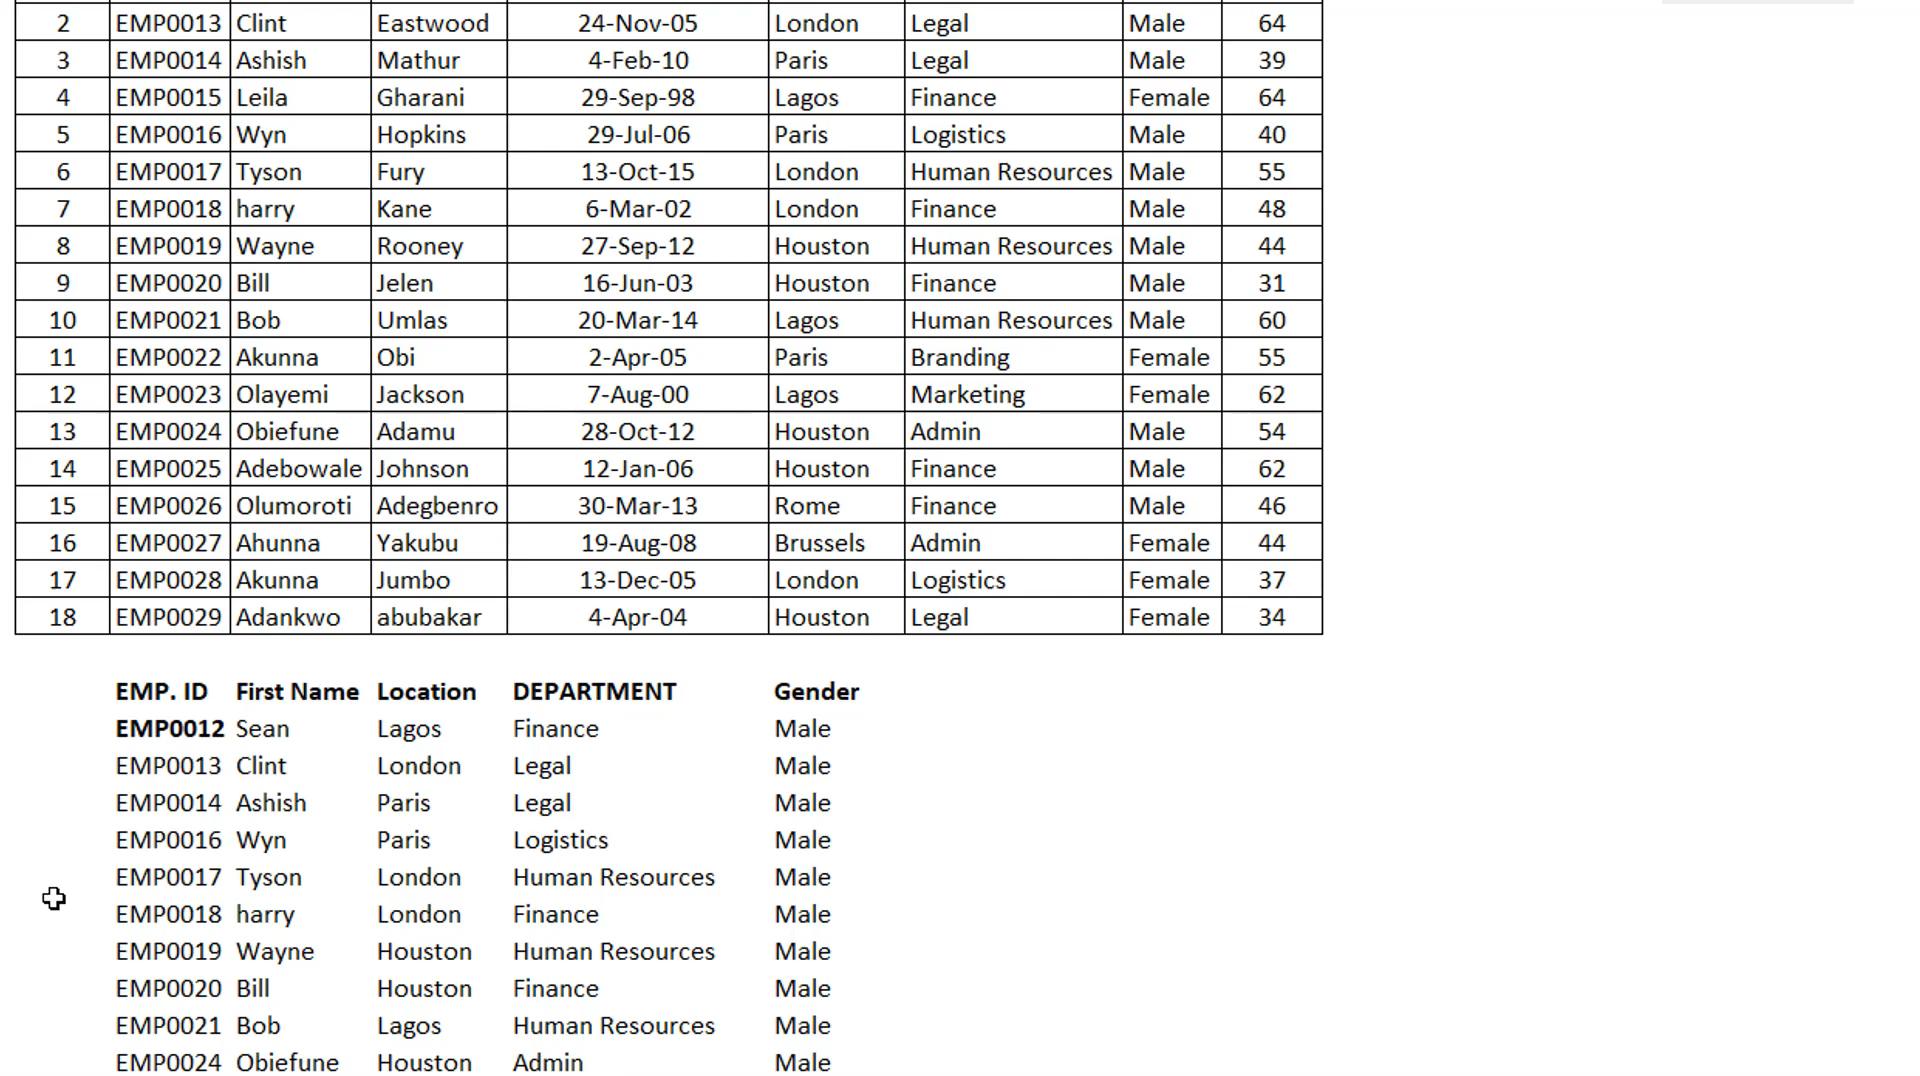 2 EMP0013 Clint Eastwood 24-Nov-05 London Legal Male 64
3 EMP0014 Ashish Mathur 4-Feb-10 Paris Legal Male 39
4 EMP0015 Leila Gharani 29-Sep-98 Lagos Finance Female 64
5 EMP0016 Wyn Hopkins 29-Jul-06 Paris Logistics Male 40
6 EMP0017 Tyson Fury 13-Oct-15 London Human Resources Male 55
7 EMP0018 harry Kane 6-Mar-02 London Finance Male 48
8 EMP0019 Wayne Rooney 27-Sep-12 Houston Human Resources Male 44
9 EMP0020 Bill Jelen 16-Jun-03 Houston Finance Male 31
10 EMP0021 Bob Umlas 20-Mar-14 Lagos Human Resources Male 60
11 EMP0022 Akunna Obi 2-Apr-05 Paris Branding Female 55
12 EMP0023 Olayemi Jackson 7-Aug-00 Lagos Marketing Female 62
13 EMP0024 Obiefune Adamu 28-Oct-12 Houston Admin Male 54
14 EMP0025 Adebowale Johnson 12-Jan-06 Houston Finance Male 62
15 EMP0026 Olumoroti Adegbenro 30-Mar-13 Rome Finance Male 46
16 EMP0027 Ahunna Yakubu 19-Aug-08 Brussels Admin Female 44
17 EMP0028 Akunna Jumbo 13-Dec-05 London Logistics Female 37
18 EMP0029 Adankwo abubakar 4-Apr-04 Houston Legal Female 34
EMP. ID First Name Location DEPARTMENT Gender
EMP0012 Sean Lagos Finance Male
EMP0013 Clint London Legal Male
EMP0014 Ashish Paris Legal Male
EMP0016 Wyn Paris Logistics Male
EMP0017 Tyson London Human Resources Male
EMP0018 harry London Finance Male
EMP0019 Wayne Houston Human Resources Male
EMP0020 Bill Houston Finance Male
EMP0021 Bob Lagos Human Resources Male
EMP0024 Obiefune Houston Admin Male